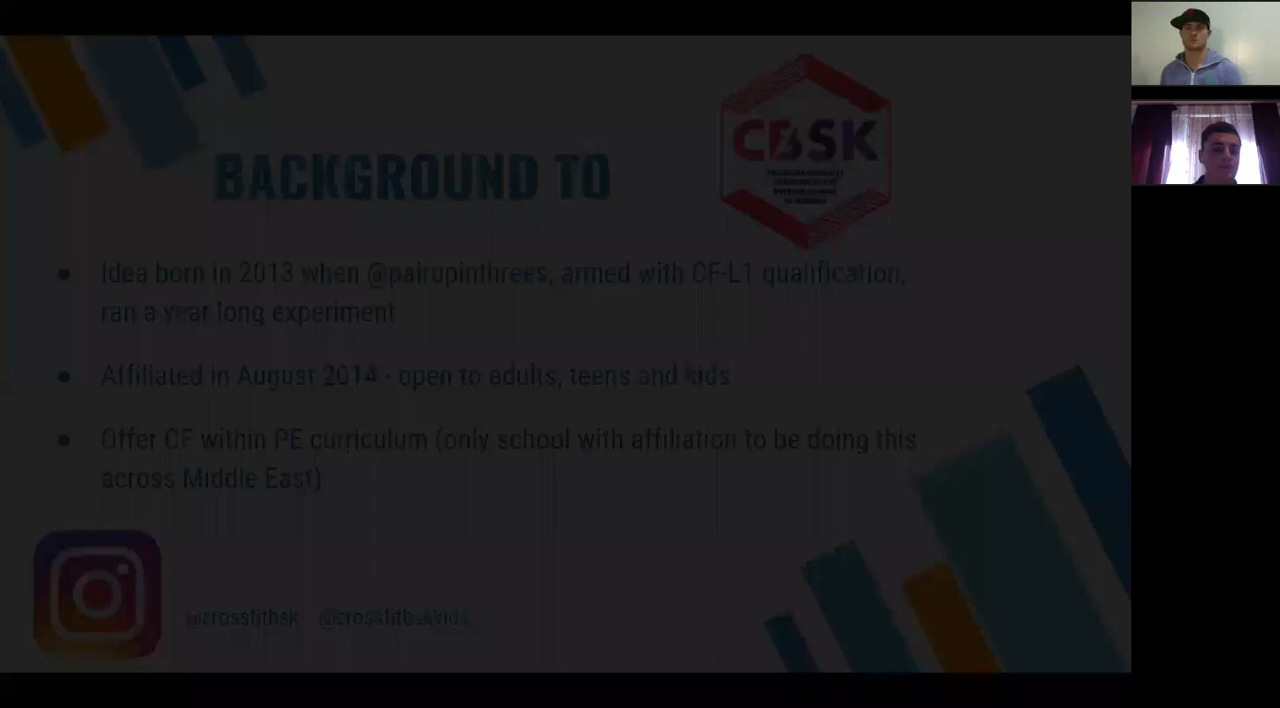 BACKGROUND TO
CBSK
Idea born in 2013 when @pairupinthrees, armed with CF-L1 qualification,
ran a year long experiment
Affiliated in August 2014 - open to adults, teens and kids
Offer CF within PE curriculum (only school with affiliation to be doing this
across Middle East)
@crossfitbsk @crossfitbskkids